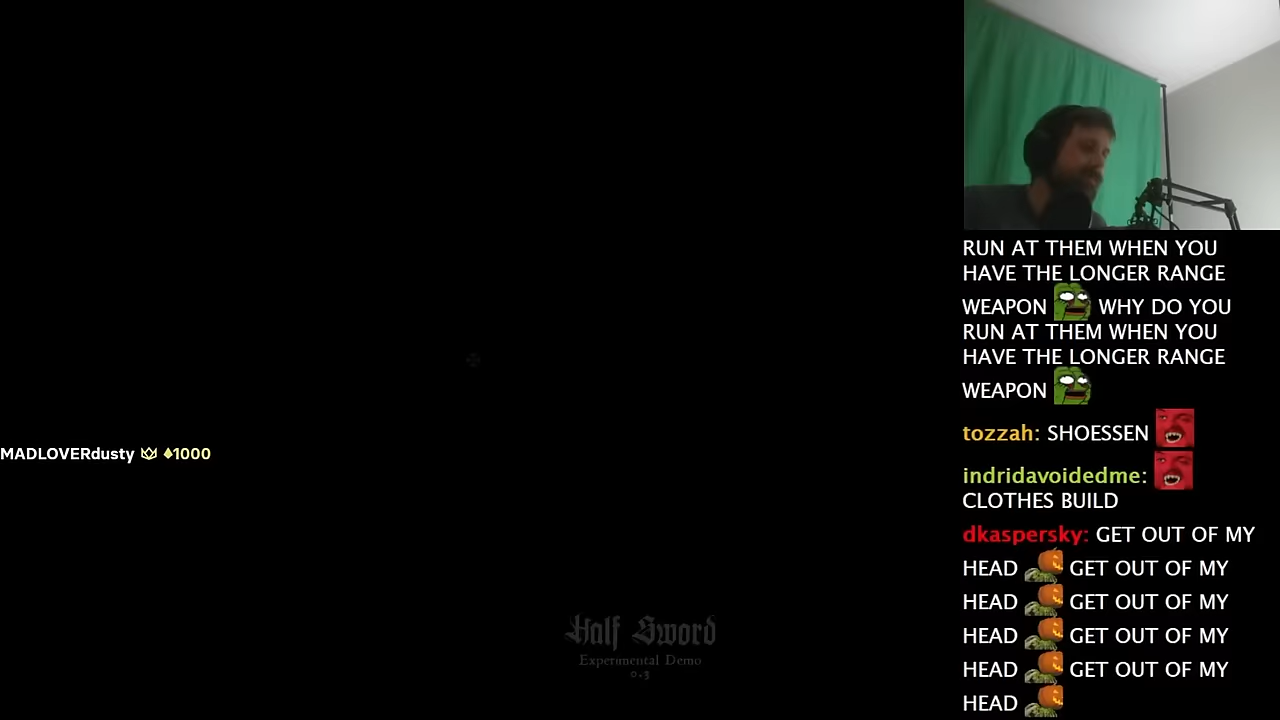 RUN AT THEM WHEN YOU
HAVE THE LONGER RANGE
WEAPON WHY DO YOU
RUN AT THEM WHEN YOU
HAVE THE LONGER RANGE
WEAPON
tozzah: SHOESSEN
indridavoidedme:
CLOTHES BUILD
dkaspersky: GET OUT OF MY
HEAD GET OUT OF MY
HEAD GET OUT OF MY
HEAD GET OUT OF MY
HEAD GET OUT OF MY
HEAD
MADLOVERdusty 1000
Half Sword
Experimental Demo
0.3